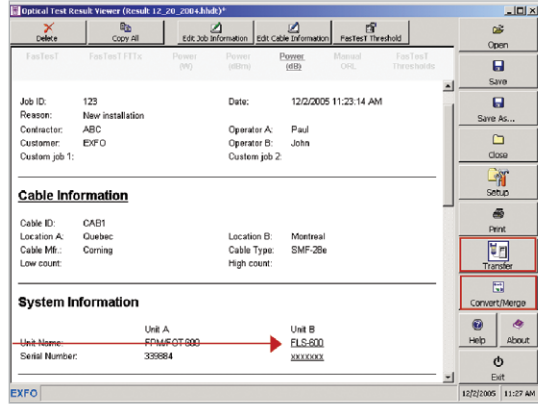 Optical Test Result Viewer (Result 12_20_2004.bhdt)*
Delete
Copy All
Edit Job Information
Edit Cable Information
FasTesT Threshold
FasTesT
FasTesT FLTs
Power (W)
Power (dBm)
Power (dB)
Manual ORL
FasTesT Thresholds
Job ID: 123 Date: 12/2/2005 11:23:14 AM
Reason: New installation
Contractor: ABC Operator A: Paul
Customer: EXFO Operator B: John
Custom job 1: Custom job 2:
Cable Information
Cable ID: CAB1
Location A: Quebec Location B: Montreal
Cable Mfr.: Corning Cable Type: SMF-28e
Low count: High count:
System Information
Unit A Unit B
Unit Name: FPM/FOT-600 FLS-600
Serial Number: 339884 xxxxxxx
Open
Save
Save As...
Close
Setup
Print
Transfer
Convert/Merge
Help About
Exit
EXFO 12/2/2005 11:27 AM